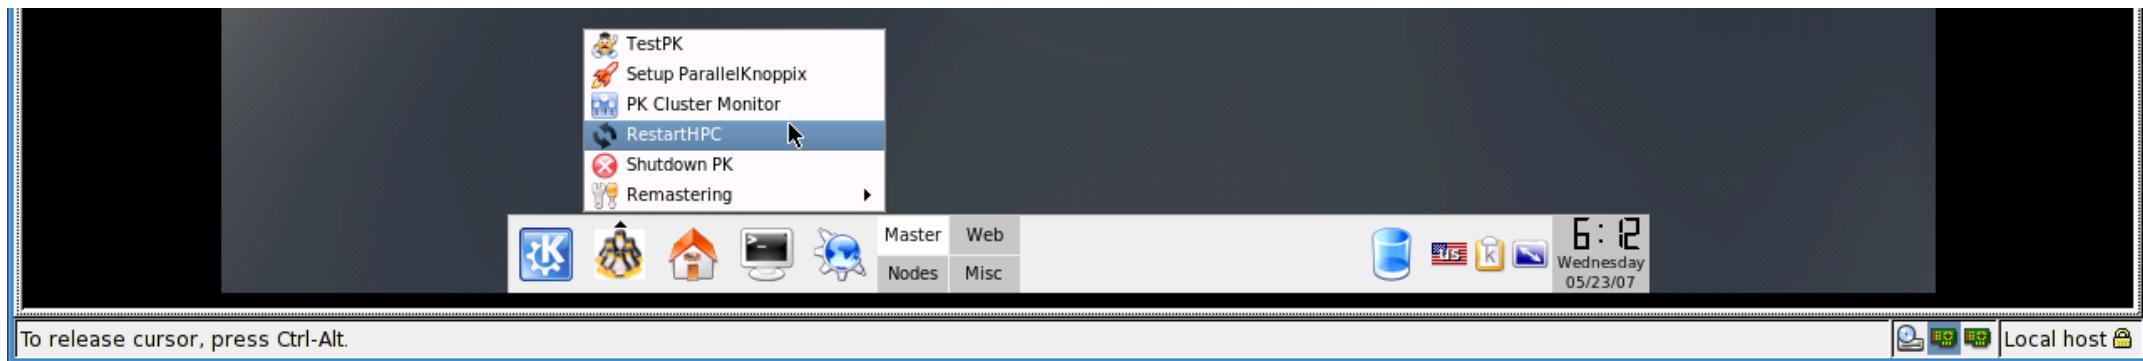 TestPK
Setup ParallelKnoppix
PK Cluster Monitor
RestartHPC
Shutdown PK
Remastering
Master Web
Nodes Misc
US
6:12
Wednesday
05/23/07
To release cursor, press Ctrl-Alt.
Local host